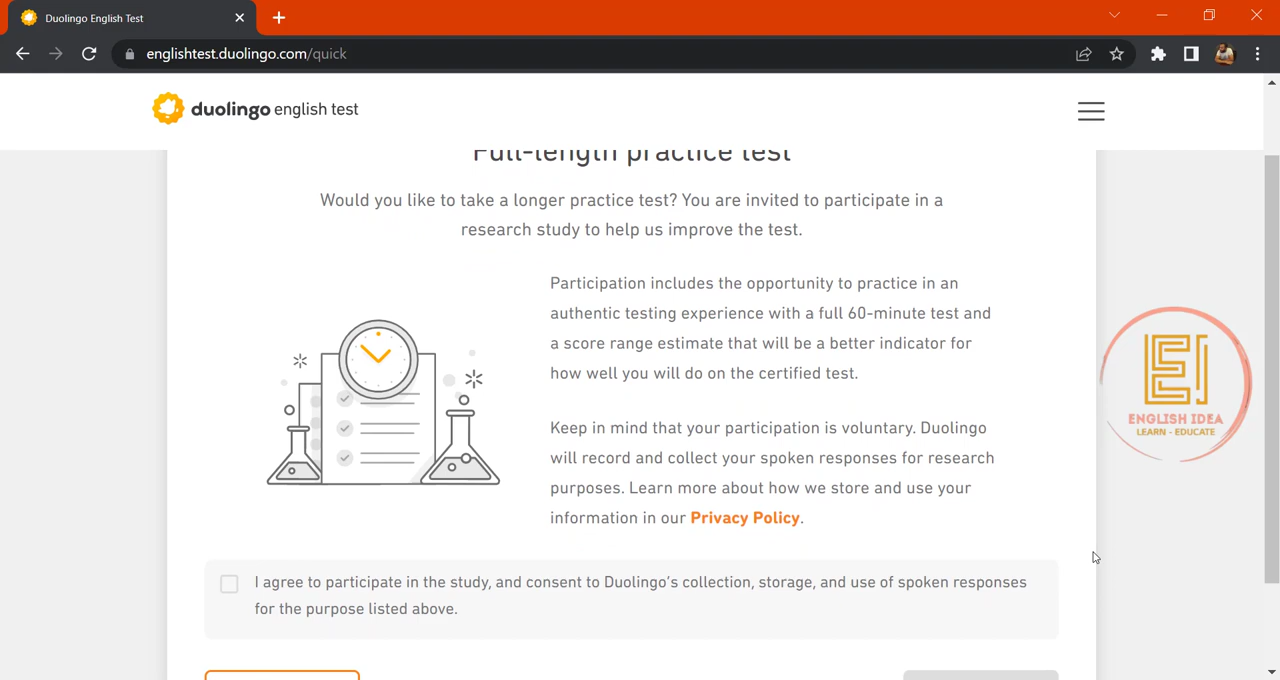 Duolingo English Test
englishtest.duolingo.com/quick
duolingo english test
Full-length practice test
Would you like to take a longer practice test? You are invited to participate in a
research study to help us improve the test.
Participation includes the opportunity to practice in an
authentic testing experience with a full 60-minute test and
a score range estimate that will be a better indicator for
how well you will do on the certified test.
Keep in mind that your participation is voluntary. Duolingo
will record and collect your spoken responses for research
purposes. Learn more about how we store and use your
information in our Privacy Policy.
I agree to participate in the study, and consent to Duolingo's collection, storage, and use of spoken responses
for the purpose listed above.
EI
ENGLISH IDEA
LEARN - EDUCATE